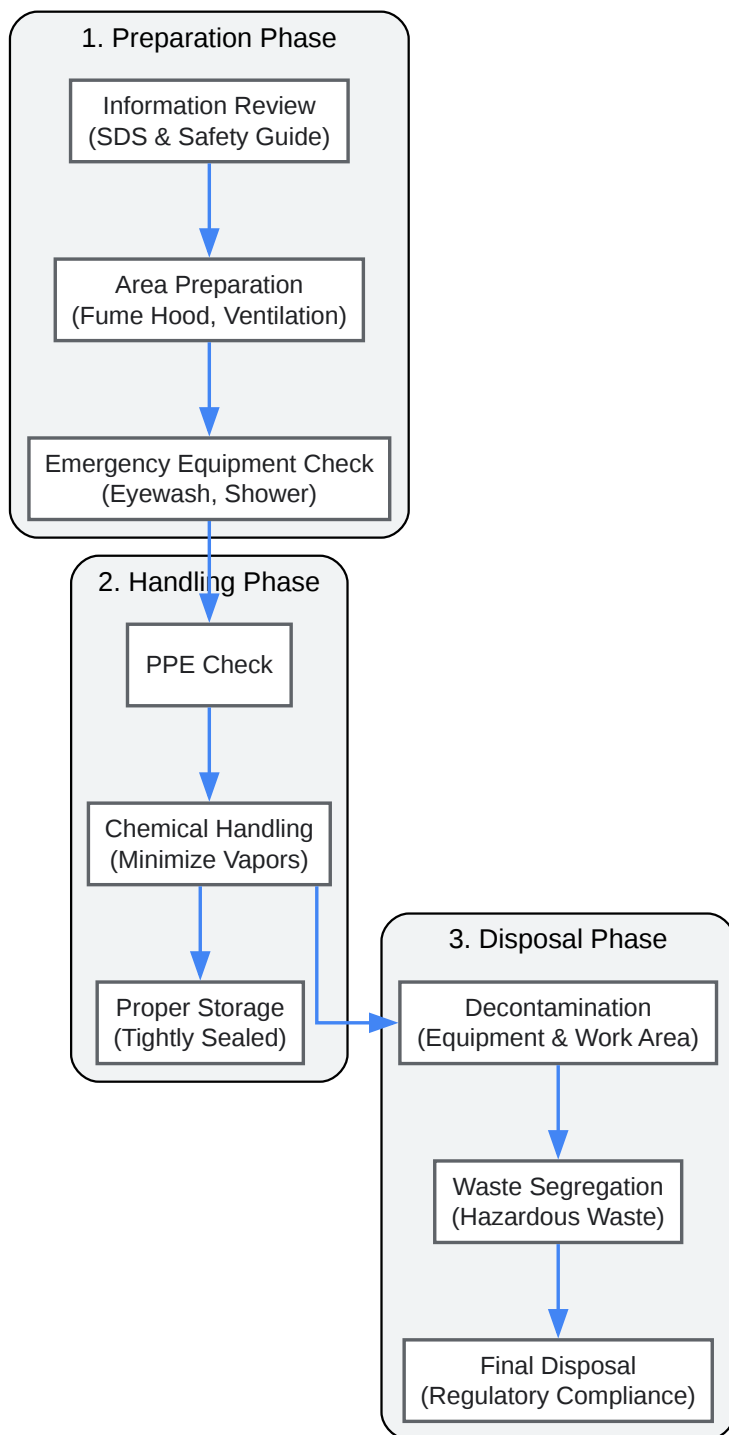 1. Preparation Phase
Information Review
(SDS & Safety Guide)
Area Preparation
(Fume Hood, Ventilation)
Emergency Equipment Check
(Eyewash, Shower)
2. Handling Phase
PPE Check
Chemical Handling
(Minimize Vapors)
Proper Storage
(Tightly Sealed)
3. Disposal Phase
Decontamination
(Equipment & Work Area)
Waste Segregation
(Hazardous Waste)
Final Disposal
(Regulatory Compliance)